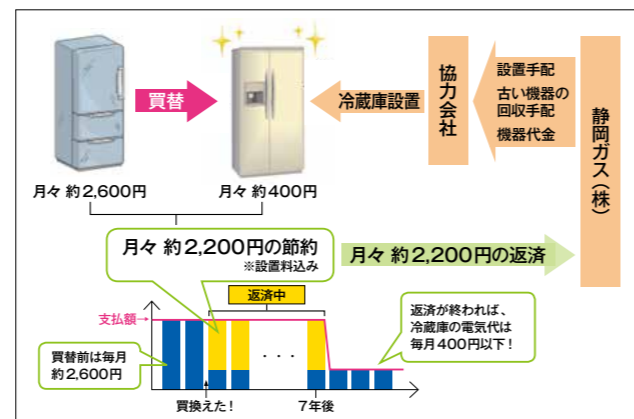 買替
月々 約2,600円
月々 約400円
冷蔵庫設置
協力会社
設置手配
古い機器の
回収手配
機器代金
静岡ガス(株)
月々 約2,200円の節約
※設置料込み
月々 約2,200円の返済
返済中
支払額→
買替前は毎月
約2,600円
・・・
返済が終われば、
冷蔵庫の電気代は
毎月400円以下！
買換えた！
7年後